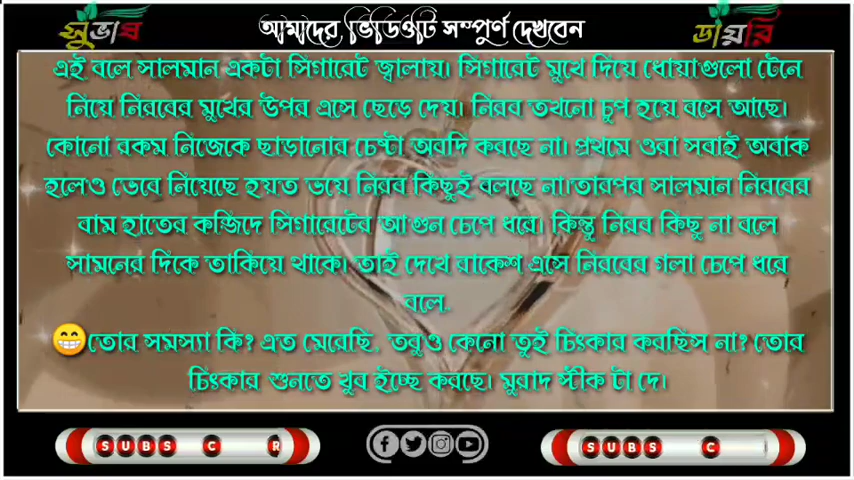 সুভাষ
আমাদের ভিডিওটি সম্পুর্ণ দেখবেন
ডায়রি
এই বলে সালমান একটা সিগারেট জ্বালায়। সিগারেট মুখে দিয়ে ধোয়াগুলো টেনে
নিয়ে নিরবের মুখের উপর এসে ছেড়ে দেয়। নিরব তখনো চুপ হয়ে বসে আছে।
কোনো রকম নিজেকে ছাড়ানোর চেষ্টা অবদি করছে না। প্রথমে ওরা সবাই অবাক
হলেও ভেবে নিয়েছে হয়ত ভয়ে নিরব কিছুই বলছে না।তারপর সালমান নিরবের
বাম হাতের কব্জিদে সিগারেটের আগুন চেপে ধরে। কিন্তু নিরব কিছু না বলে
সামনের দিকে তাকিয়ে থাকে। তাই দেখে রাকেশ এসে নিরবের গলা চেপে ধরে
বলে,
😁তোর সমস্যা কি? এত মেরেছি, তবুও কেনো তুই চিৎকার করছিস না? তোর
চিৎকার শুনতে খুব ইচ্ছে করছে। মুরাদ স্টীক টা দে।
SUBS C R
SUBS C